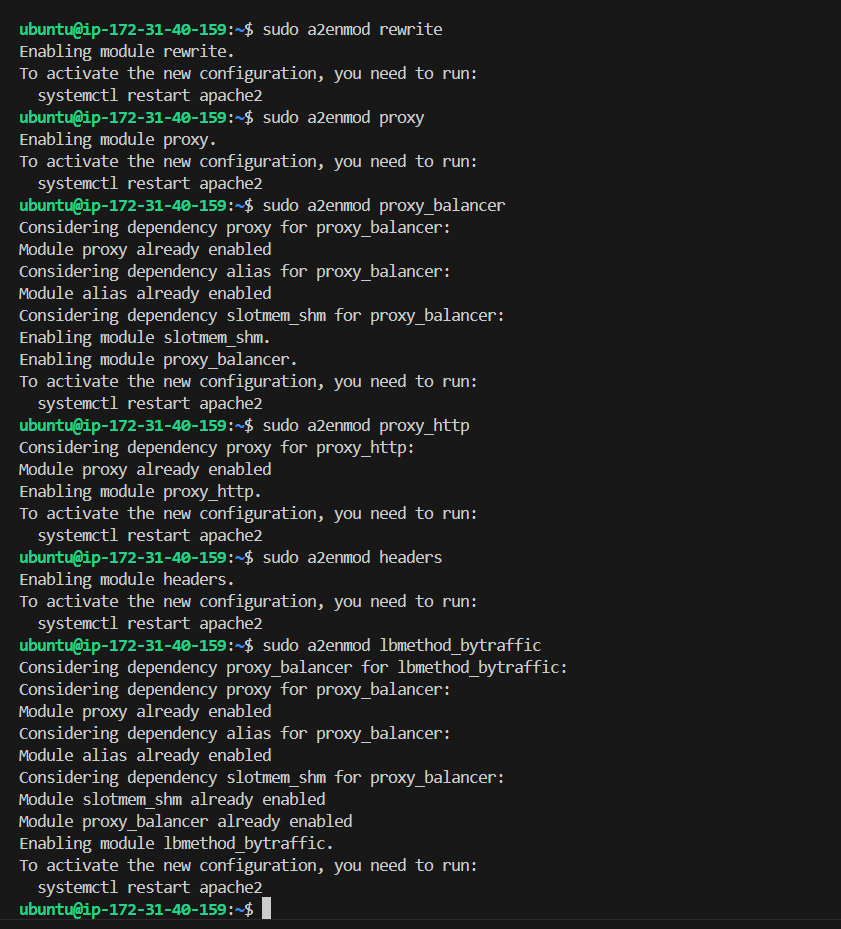 ubuntu@ip-172-31-40-159:~$ sudo a2enmod rewrite
Enabling module rewrite.
To activate the new configuration, you need to run:
  systemctl restart apache2
ubuntu@ip-172-31-40-159:~$ sudo a2enmod proxy
Enabling module proxy.
To activate the new configuration, you need to run:
  systemctl restart apache2
ubuntu@ip-172-31-40-159:~$ sudo a2enmod proxy_balancer
Considering dependency proxy for proxy_balancer:
Module proxy already enabled
Considering dependency alias for proxy_balancer:
Module alias already enabled
Considering dependency slotmem_shm for proxy_balancer:
Enabling module slotmem_shm.
Enabling module proxy_balancer.
To activate the new configuration, you need to run:
  systemctl restart apache2
ubuntu@ip-172-31-40-159:~$ sudo a2enmod proxy_http
Considering dependency proxy for proxy_http:
Module proxy already enabled
Enabling module proxy_http.
To activate the new configuration, you need to run:
  systemctl restart apache2
ubuntu@ip-172-31-40-159:~$ sudo a2enmod headers
Enabling module headers.
To activate the new configuration, you need to run:
  systemctl restart apache2
ubuntu@ip-172-31-40-159:~$ sudo a2enmod lbmethod_bytraffic
Considering dependency proxy_balancer for lbmethod_bytraffic:
Considering dependency proxy for proxy_balancer:
Module proxy already enabled
Considering dependency alias for proxy_balancer:
Module alias already enabled
Considering dependency slotmem_shm for proxy_balancer:
Module slotmem_shm already enabled
Module proxy_balancer already enabled
Enabling module lbmethod_bytraffic.
To activate the new configuration, you need to run:
  systemctl restart apache2
ubuntu@ip-172-31-40-159:~$